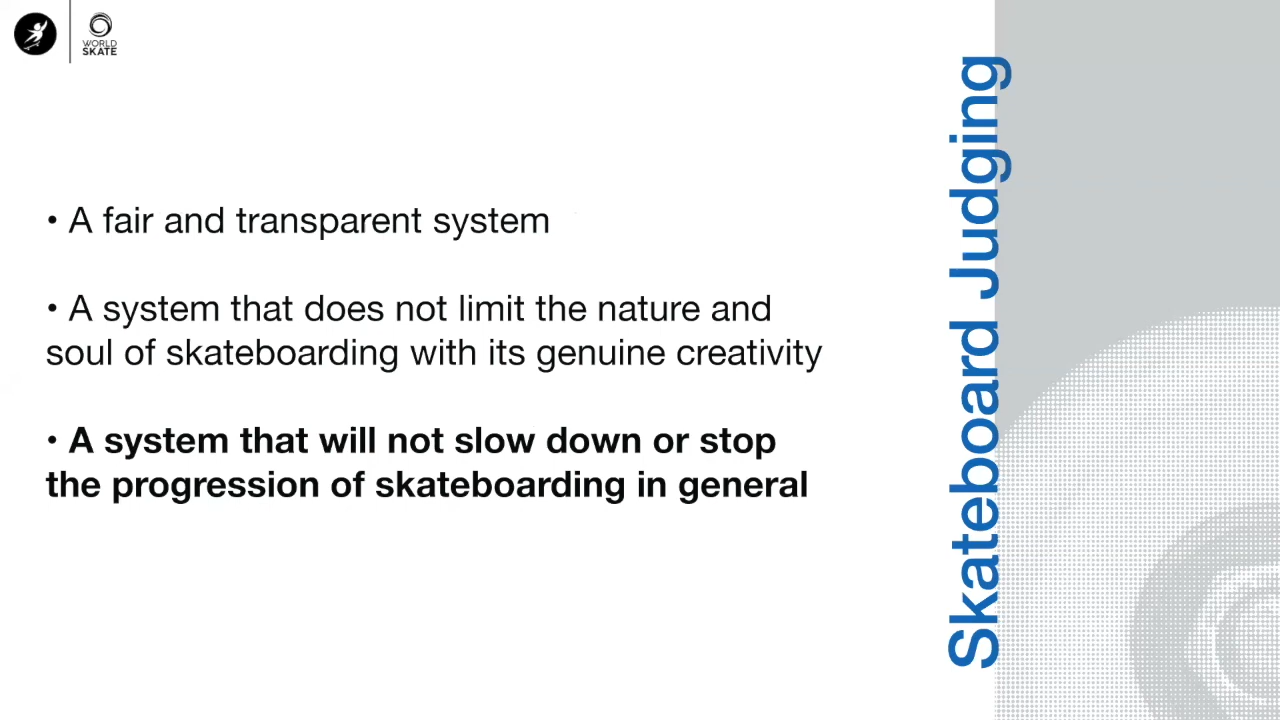 WORLD
SKATE
• A fair and transparent system
• A system that does not limit the nature and
soul of skateboarding with its genuine creativity
• A system that will not slow down or stop
the progression of skateboarding in general
Skateboard Judging